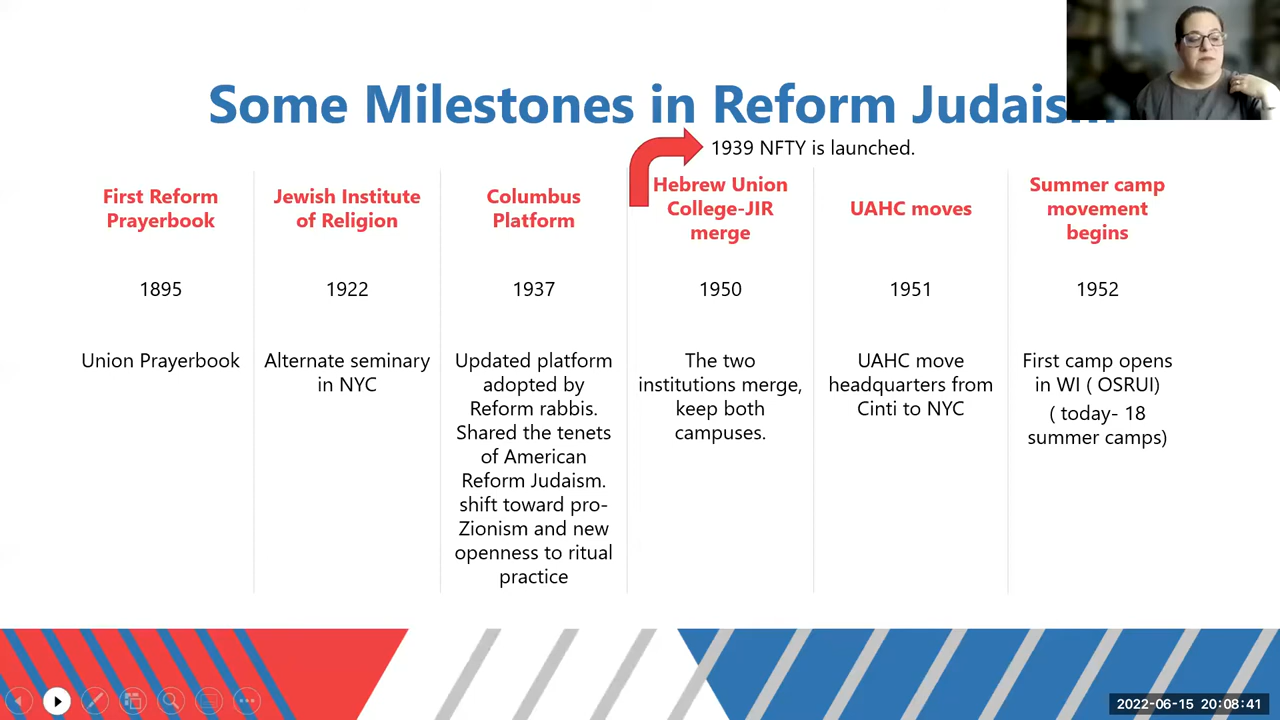 Some Milestones in Reform Judaism
1939 NFTY is launched.
First Reform
Prayerbook
1895
Union Prayerbook
Jewish Institute
of Religion
1922
Alternate seminary
in NYC
Columbus
Platform
1937
Updated platform
adopted by
Reform rabbis.
Shared the tenets
of American
Reform Judaism.
shift toward pro-
Zionism and new
openness to ritual
practice
Hebrew Union
College-JIR
merge
1950
The two
institutions merge,
keep both
campuses.
UAHC moves
1951
UAHC move
headquarters from
Cinti to NYC
Summer camp
movement
begins
1952
First camp opens
in WI ( OSRUI)
( today- 18
summer camps)
2022-06-15 20:08:41